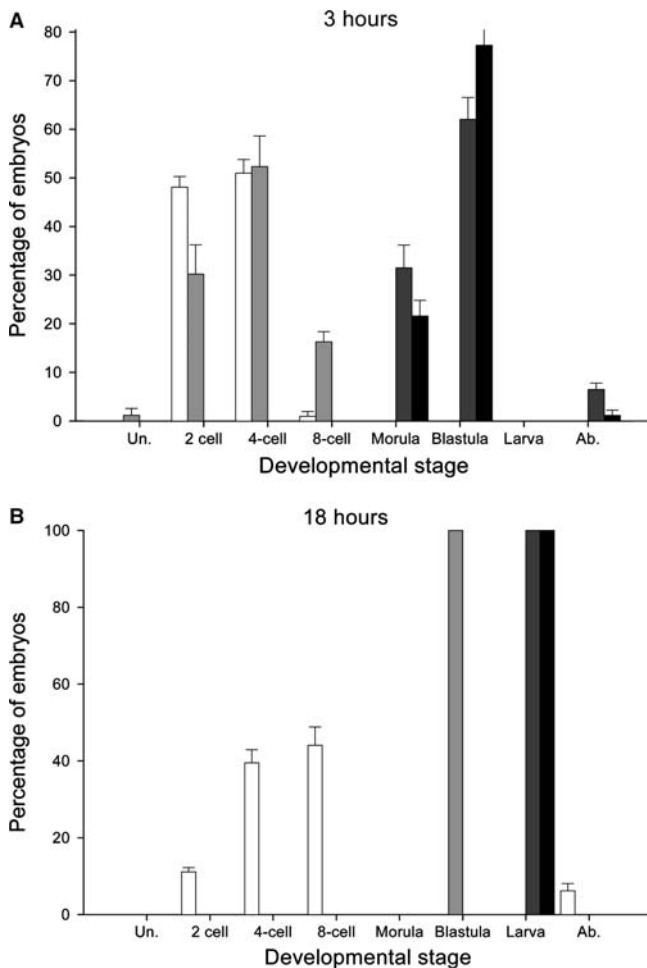 A
3 hours
80
70
60
50
40
30
20
10
0
Percentage of embryos
Un. 2 cell 4-cell 8-cell Morula Blastula Larva Ab.
Developmental stage
B
18 hours
100
80
60
40
20
0
Percentage of embryos
Un. 2 cell 4-cell 8-cell Morula Blastula Larva Ab.
Developmental stage